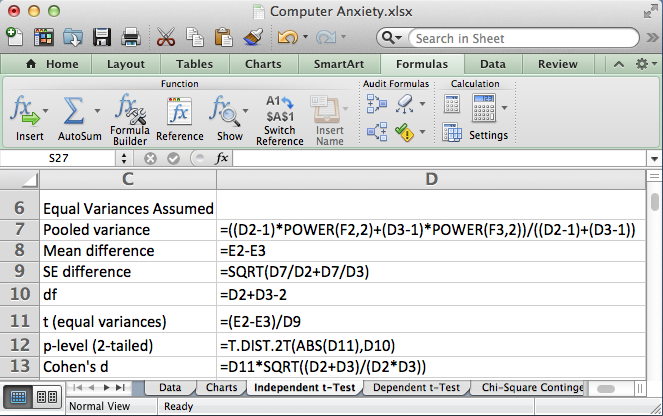 Computer Anxiety.xlsx
Search in Sheet
Home Layout Tables Charts SmartArt Formulas Data Review
Function Audit Formulas Calculation
fx Σ fx fx fx A1 $A$1
Insert AutoSum Formula Builder Reference Show Switch Reference Insert Name Settings
S27 fx
C D
6 Equal Variances Assumed
7 Pooled variance =((D2-1)*POWER(F2,2)+(D3-1)*POWER(F3,2))/((D2-1)+(D3-1))
8 Mean difference =E2-E3
9 SE difference =SQRT(D7/D2+D7/D3)
10 df =D2+D3-2
11 t (equal variances) =(E2-E3)/D9
12 p-level (2-tailed) =T.DIST.2T(ABS(D11),D10)
13 Cohen's d =D11*SQRT((D2+D3)/(D2*D3))
Data Charts Independent t-Test Dependent t-Test Chi-Square Continge
Normal View Ready